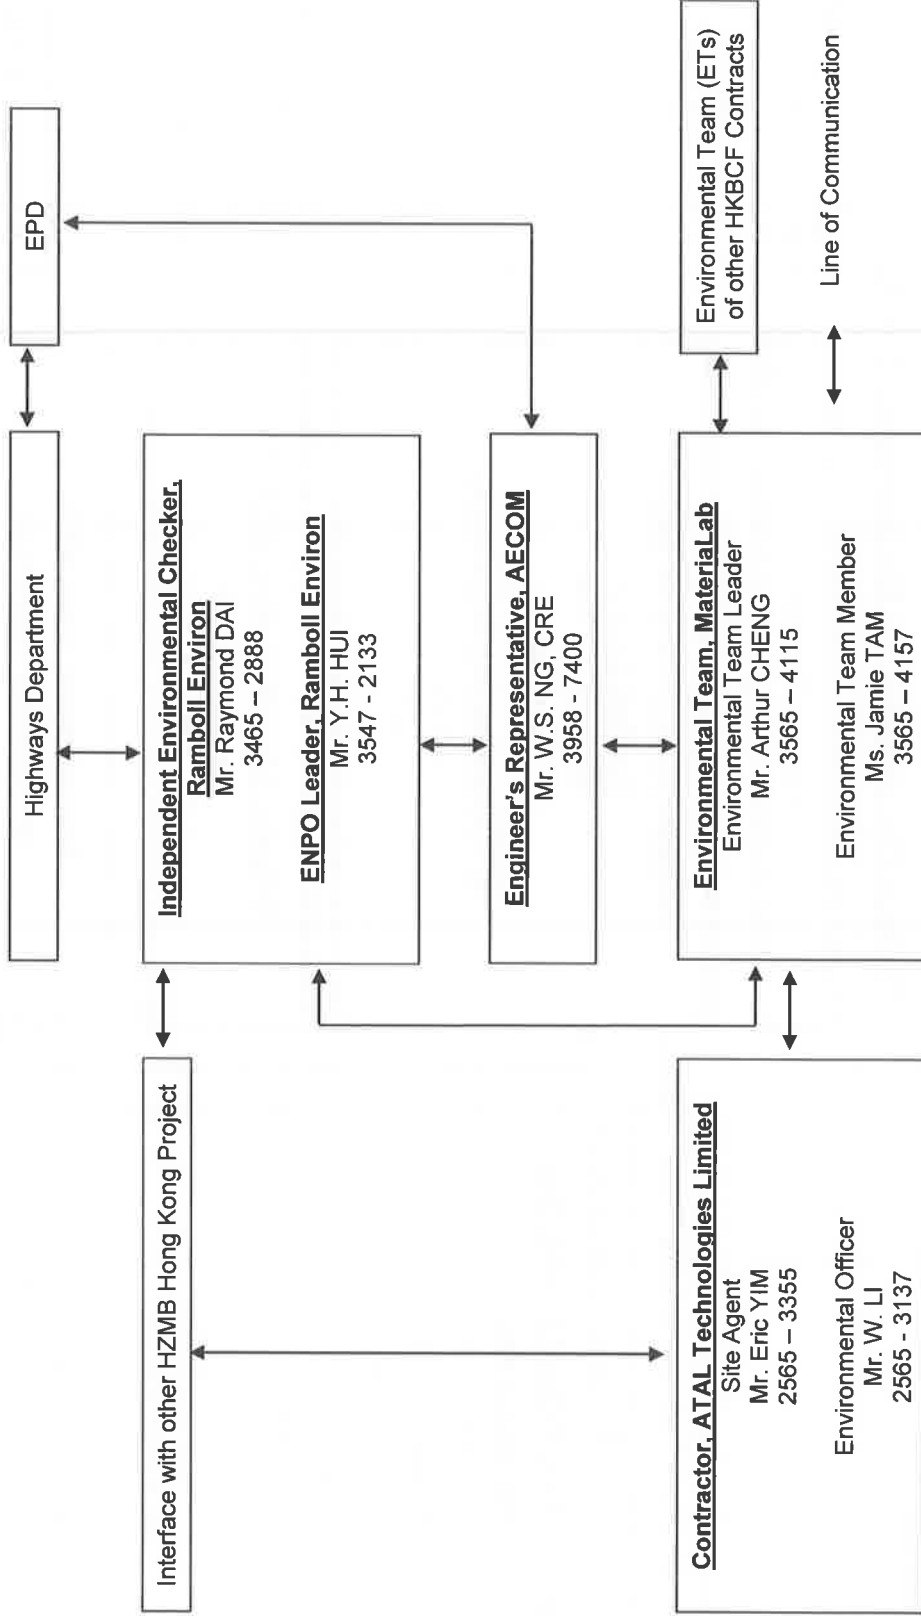 Highways Department
EPD
Interface with other HZMB Hong Kong Project
Independent Environmental Checker,
Ramboll Environ
Mr. Raymond DAI
3465 – 2888
ENPO Leader, Ramboll Environ
Mr. Y.H. HUI
3547 - 2133
Engineer's Representative, AECOM
Mr. W.S. NG, CRE
3958 - 7400
Contractor, ATAL Technologies Limited
Site Agent
Mr. Eric YIM
2565 – 3355
Environmental Officer
Mr. W. LI
2565 - 3137
Environmental Team, MateriaLab
Environmental Team Leader
Mr. Arthur CHENG
3565 – 4115
Environmental Team Member
Ms. Jamie TAM
3565 – 4157
Environmental Team (ETs)
of other HKBCF Contracts
Line of Communication